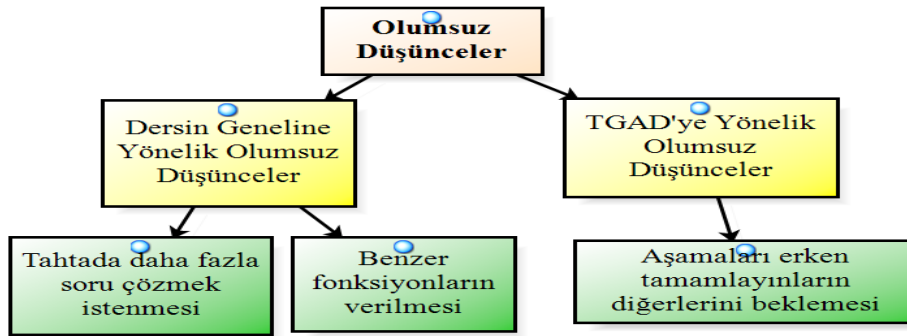 Olumsuz
Düşünceler
Dersin Geneline
Yönelik Olumsuz
Düşünceler
TGAD'ye Yönelik
Olumsuz
Düşünceler
Tahtada daha fazla
soru çözmek
istenmesi
Benzer
fonksiyonların
verilmesi
Aşamaları erken
tamamlayınların
diğerlerini beklemesi